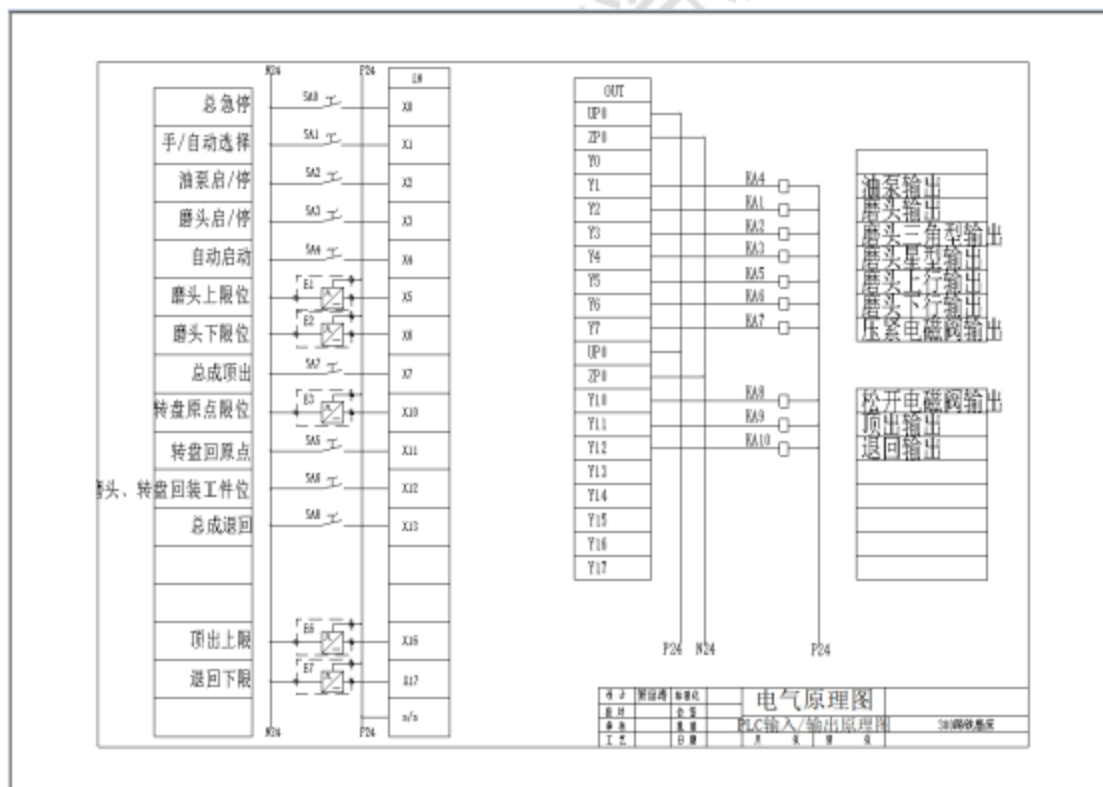 N24 P24
IN
总急停 SA0 X0
手/自动选择 SA1 X1
油泵启/停 SA2 X2
磨头启/停 SA3 X3
自动启动 SA4 X4
磨头上限位 E1 X5
磨头下限位 E2 X6
总成顶出 SA7 X7
转盘原点限位 E3 X10
转盘回原点 SA5 X11
磨头、转盘回装工件位 SA6 X12
总成退回 SA8 X13
顶出上限 E6 X16
退回下限 E7 X17
N24 P24
OUT
UP0
ZP0
Y0
Y1 KA4 油泵输出
Y2 KA1 磨头输出
Y3 KA2 磨头三角型输出
Y4 KA3 磨头星型输出
Y5 KA5 磨头上行输出
Y6 KA6 磨头下行输出
Y7 KA7 压紧电磁阀输出
UP0
ZP0
Y10 KA8 松开电磁阀输出
Y11 KA9 顶出输出
Y12 KA10 退回输出
Y13
Y14
Y15
Y16
Y17
P24 N24 P24
电气原理图
PLC输入/输出原理图
工艺 日期